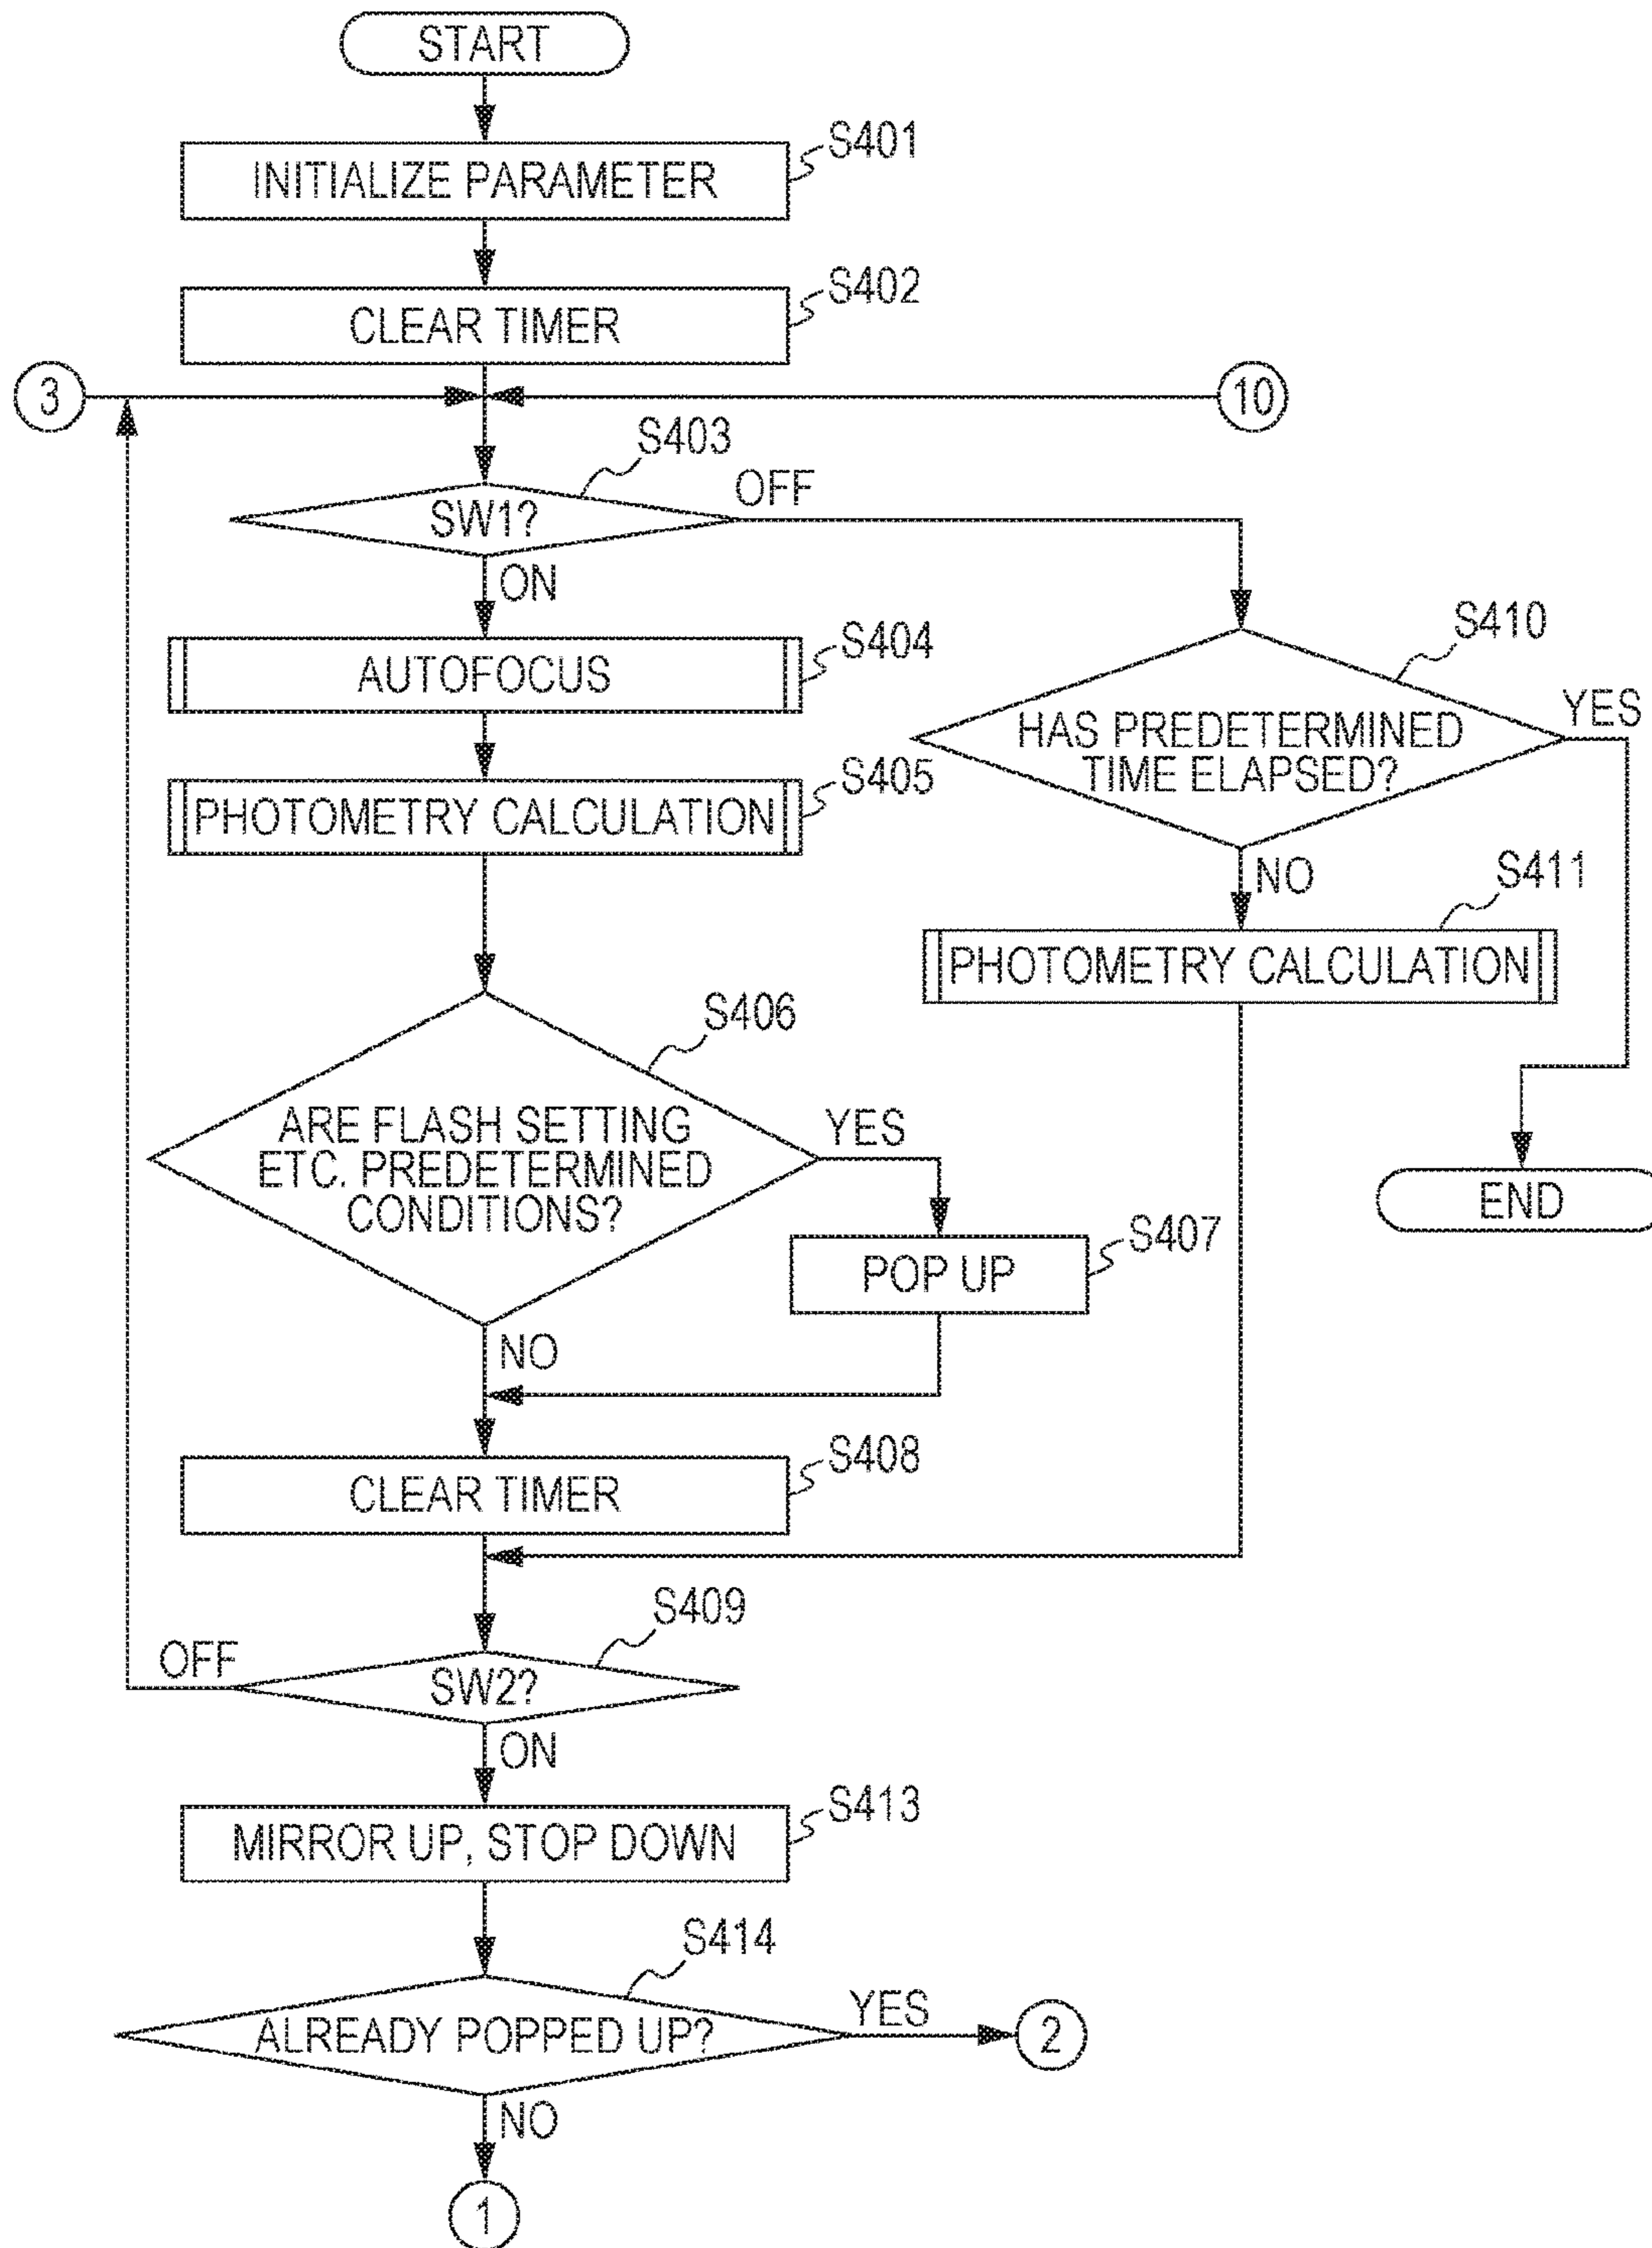 START
S401
INITIALIZE PARAMETER
S402
CLEAR TIMER
3
10
S403
SW1?
OFF
ON
S404
AUTOFOCUS
S410
HAS PREDETERMINED
TIME ELAPSED?
YES
S405
PHOTOMETRY CALCULATION
NO
S411
PHOTOMETRY CALCULATION
S406
ARE FLASH SETTING
ETC. PREDETERMINED
CONDITIONS?
YES
END
S407
POP UP
NO
S408
CLEAR TIMER
S409
OFF
SW2?
ON
S413
MIRROR UP, STOP DOWN
S414
ALREADY POPPED UP?
YES
2
NO
1